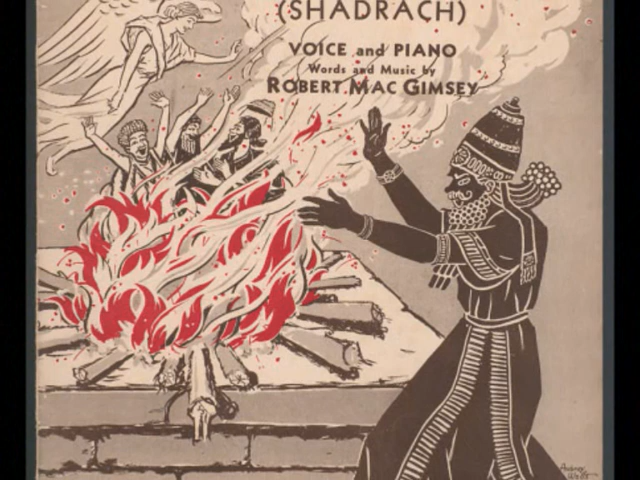 (SHADRACH)
VOICE and PIANO
Words and Music by
ROBERT MAC GIMSEY